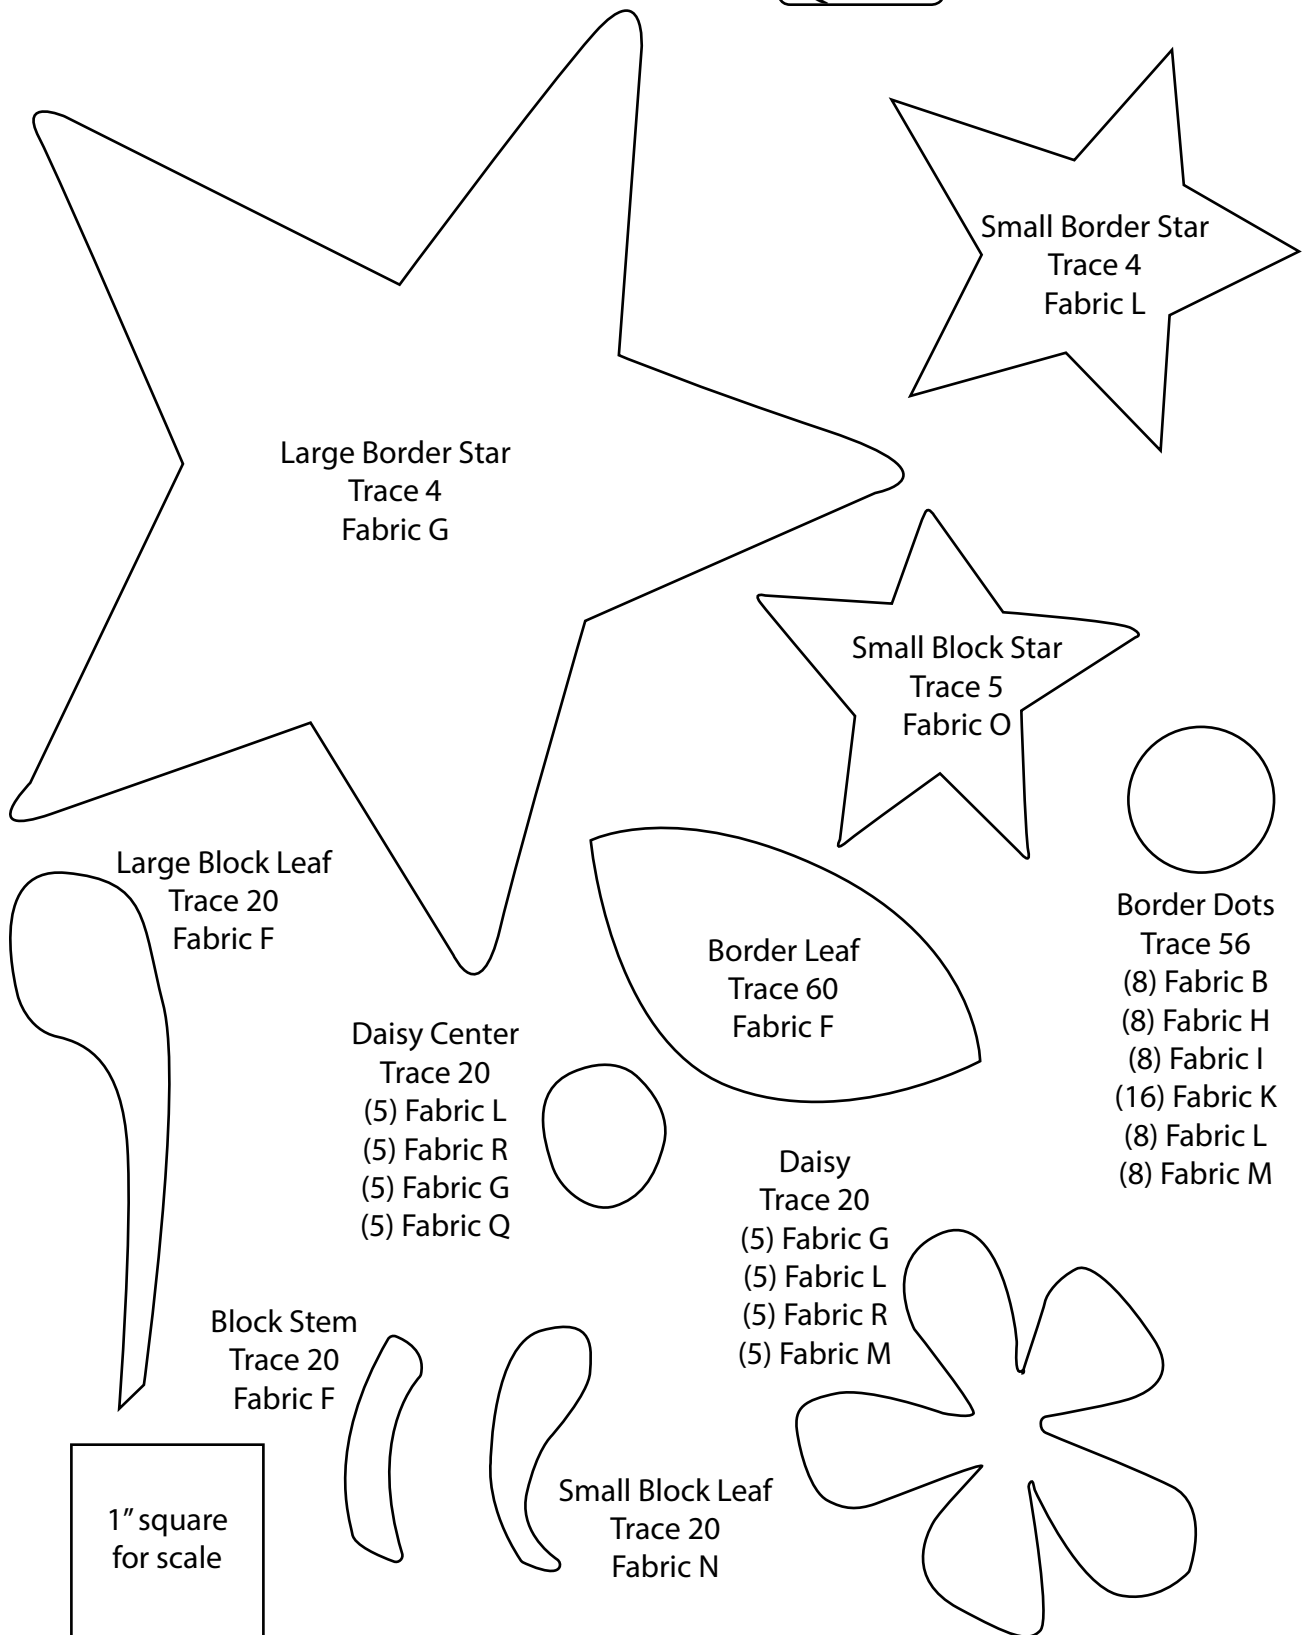 Small Border Star
Trace 4
Fabric L
Large Border Star
Trace 4
Fabric G
Small Block Star
Trace 5
Fabric O
Large Block Leaf
Trace 20
Fabric F
Border Leaf
Trace 60
Fabric F
Border Dots
Trace 56
(8) Fabric B
(8) Fabric H
(8) Fabric I
(16) Fabric K
(8) Fabric L
(8) Fabric M
Daisy Center
Trace 20
(5) Fabric L
(5) Fabric R
(5) Fabric G
(5) Fabric Q
Daisy
Trace 20
(5) Fabric G
(5) Fabric L
(5) Fabric R
(5) Fabric M
Block Stem
Trace 20
Fabric F
Small Block Leaf
Trace 20
Fabric N
1” square
for scale